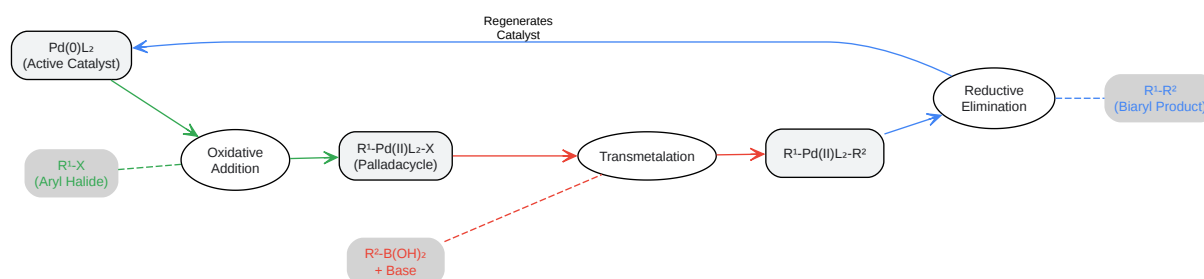 Regenerates
Catalyst
Pd(0)L₂
(Active Catalyst)
Reductive
Elimination
R¹-R²
(Biaryl Product)
Oxidative
Addition
R¹-Pd(II)L₂-X
(Palladacycle)
Transmetalation
R¹-Pd(II)L₂-R²
R¹-X
(Aryl Halide)
R²-B(OH)₂
+ Base